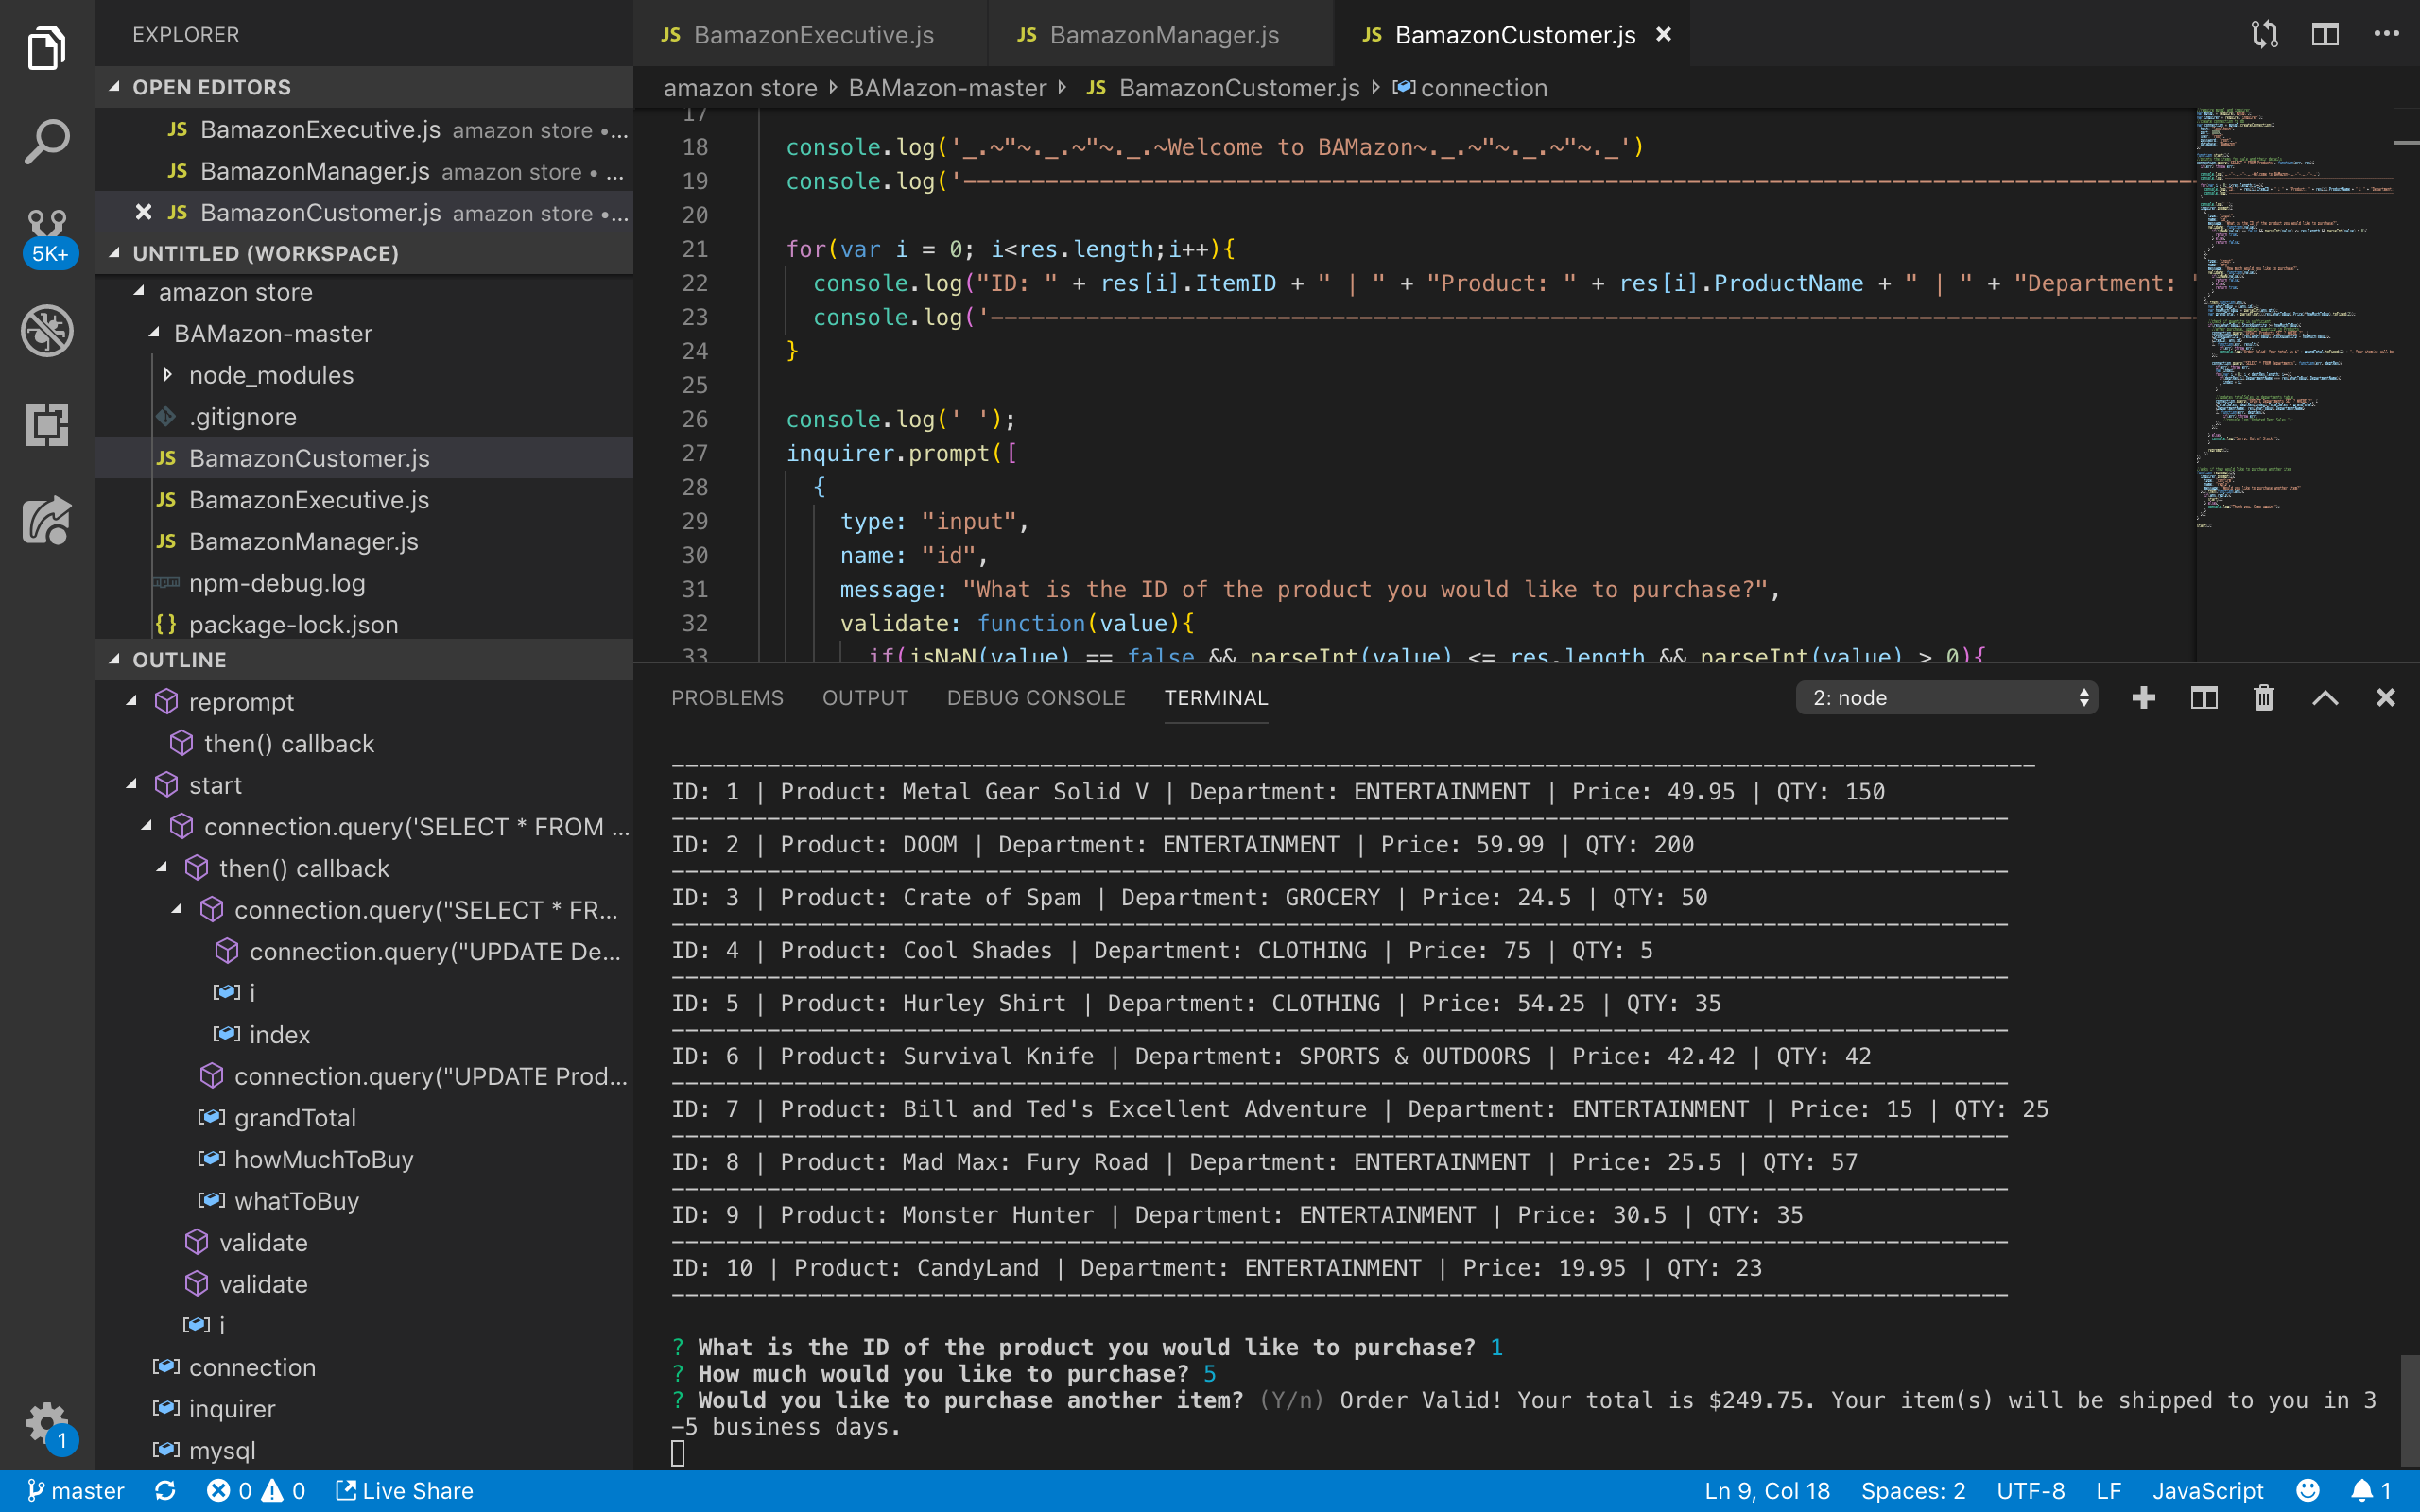 EXPLORER
OPEN EDITORS
JS BamazonExecutive.js amazon store •...
JS BamazonManager.js amazon store • ...
JS BamazonCustomer.js amazon store •...
5K+
UNTITLED (WORKSPACE)
amazon store
BAMazon-master
node_modules
.gitignore
JS BamazonCustomer.js
JS BamazonExecutive.js
JS BamazonManager.js
npm-debug.log
{} package-lock.json
OUTLINE
reprompt
then() callback
start
connection.query('SELECT * FROM ...
then() callback
connection.query("SELECT * FR...
connection.query("UPDATE De...
i
index
connection.query("UPDATE Prod...
grandTotal
howMuchToBuy
whatToBuy
validate
validate
i
connection
inquirer
mysql
1
JS BamazonExecutive.js
JS BamazonManager.js
JS BamazonCustomer.js
amazon store BAMazon-master JS BamazonCustomer.js connection
17
18 console.log('_.~"~._.~"~._.~Welcome to BAMazon~._.~"~._.~"~._')
19 console.log('----------------------------------------------------------------------------------------
20
21 for(var i = 0; i<res.length;i++){
22 console.log("ID: " + res[i].ItemID + " | " + "Product: " + res[i].ProductName + " | " + "Department: "
23 console.log('--------------------------------------------------------------------------------------
24 }
25
26 console.log(' ');
27 inquirer.prompt([
28 {
29 type: "input",
30 name: "id",
31 message: "What is the ID of the product you would like to purchase?",
32 validate: function(value){
33 if(isNaN(value) == false && parseInt(value) <= res.length && parseInt(value) > 0){
PROBLEMS OUTPUT DEBUG CONSOLE TERMINAL 2: node
----------------------------------------------------------------------------------------------------
ID: 1 | Product: Metal Gear Solid V | Department: ENTERTAINMENT | Price: 49.95 | QTY: 150
--------------------------------------------------------------------------------------------------
ID: 2 | Product: DOOM | Department: ENTERTAINMENT | Price: 59.99 | QTY: 200
--------------------------------------------------------------------------------------------------
ID: 3 | Product: Crate of Spam | Department: GROCERY | Price: 24.5 | QTY: 50
--------------------------------------------------------------------------------------------------
ID: 4 | Product: Cool Shades | Department: CLOTHING | Price: 75 | QTY: 5
--------------------------------------------------------------------------------------------------
ID: 5 | Product: Hurley Shirt | Department: CLOTHING | Price: 54.25 | QTY: 35
--------------------------------------------------------------------------------------------------
ID: 6 | Product: Survival Knife | Department: SPORTS & OUTDOORS | Price: 42.42 | QTY: 42
--------------------------------------------------------------------------------------------------
ID: 7 | Product: Bill and Ted's Excellent Adventure | Department: ENTERTAINMENT | Price: 15 | QTY: 25
--------------------------------------------------------------------------------------------------
ID: 8 | Product: Mad Max: Fury Road | Department: ENTERTAINMENT | Price: 25.5 | QTY: 57
--------------------------------------------------------------------------------------------------
ID: 9 | Product: Monster Hunter | Department: ENTERTAINMENT | Price: 30.5 | QTY: 35
--------------------------------------------------------------------------------------------------
ID: 10 | Product: CandyLand | Department: ENTERTAINMENT | Price: 19.95 | QTY: 23
--------------------------------------------------------------------------------------------------
? What is the ID of the product you would like to purchase? 1
? How much would you like to purchase? 5
? Would you like to purchase another item? (Y/n) Order Valid! Your total is $249.75. Your item(s) will be shipped to you in 3
-5 business days.
master 0 0 Live Share Ln 9, Col 18 Spaces: 2 UTF-8 LF JavaScript 1